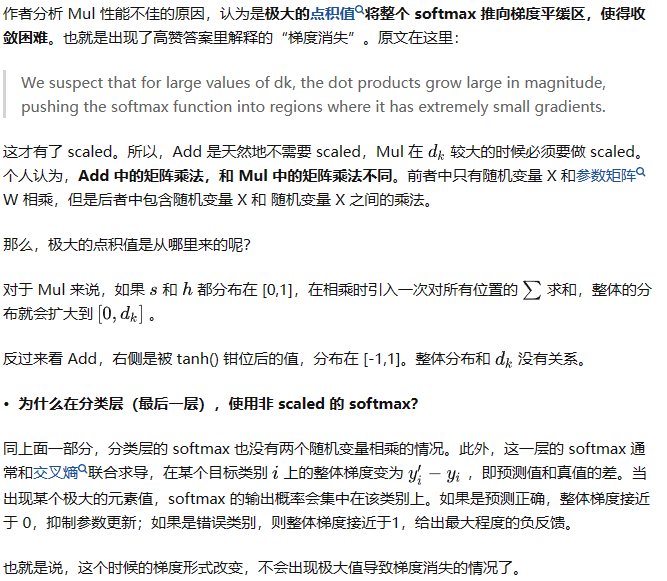 作者分析 Mul 性能不佳的原因，认为是极大的点积值将整个 softmax 推向梯度平缓区，使得收
敛困难。也就是出现了高赞答案里解释的“梯度消失”。原文在这里：
We suspect that for large values of dk, the dot products grow large in magnitude,
pushing the softmax function into regions where it has extremely small gradients.
这才有了 scaled。所以，Add 是天然地不需要 scaled，Mul 在 d_k 较大的时候必须要做 scaled。
个人认为，Add 中的矩阵乘法，和 Mul 中的矩阵乘法不同。前者中只有随机变量 X 和参数矩阵
W 相乘，但是后者中包含随机变量 X 和 随机变量 X 之间的乘法。
那么，极大的点积值是从哪里来的呢？
对于 Mul 来说，如果 s 和 h 都分布在 [0,1]，在相乘时引入一次对所有位置的 ∑ 求和，整体的分
布就会扩大到 [0, d_k] 。
反过来看 Add，右侧是被 tanh() 钳位后的值，分布在 [-1,1]。整体分布和 d_k 没有关系。
• 为什么在分类层（最后一层），使用非 scaled 的 softmax？
同上面一部分，分类层的 softmax 也没有两个随机变量相乘的情况。此外，这一层的 softmax 通
常和交叉熵联合求导，在某个目标类别 i 上的整体梯度变为 y′_i − y_i ，即预测值和真值的差。当
出现某个极大的元素值，softmax 的输出概率会集中在该类别上。如果是预测正确，整体梯度接近
于 0，抑制参数更新；如果是错误类别，则整体梯度接近于1，给出最大程度的负反馈。
也就是说，这个时候的梯度形式改变，不会出现极大值导致梯度消失的情况了。